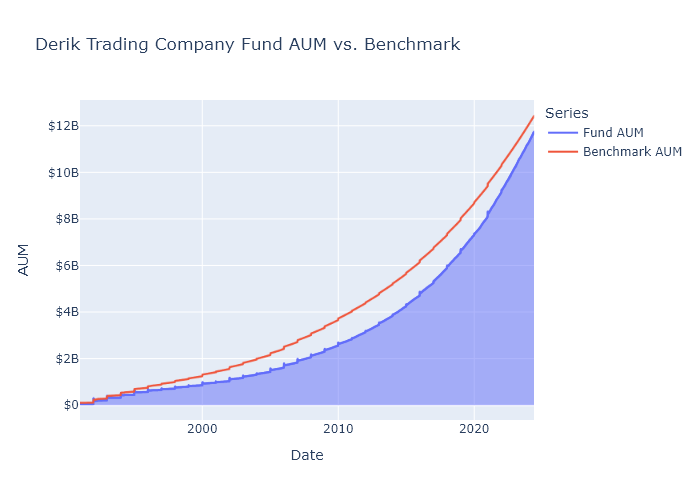 Derik Trading Company Fund AUM vs. Benchmark
Series
Fund AUM
Benchmark AUM
$12B
$10B
$8B
$6B
$4B
$2B
$0
AUM
2000
2010
2020
Date